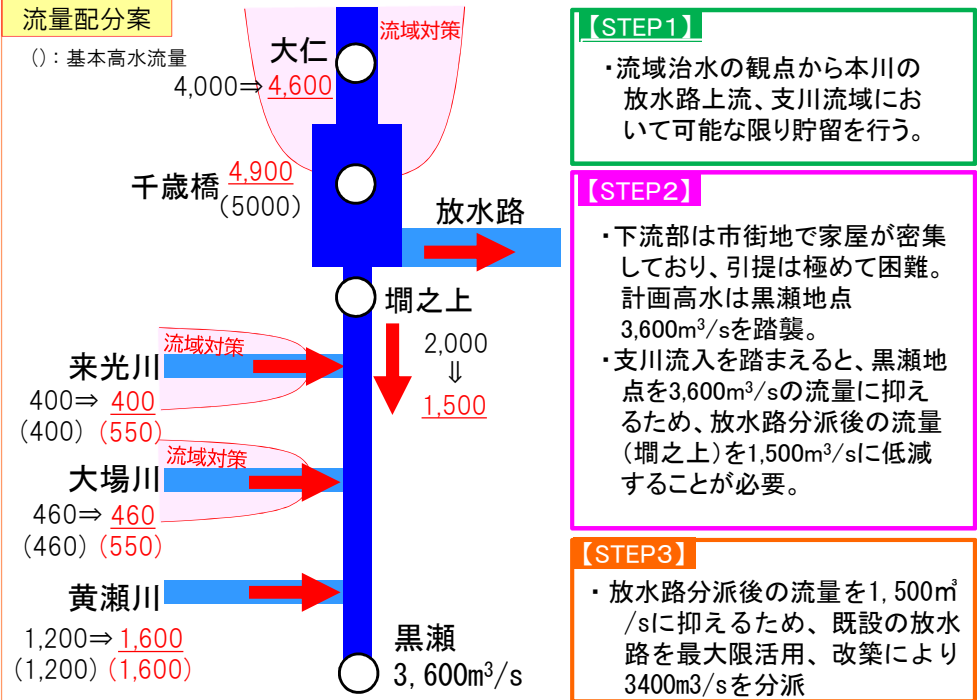 流量配分案
（）：基本高水流量
大仁
流域対策
4,000⇒ 4,600
千歳橋 4,900
(5000)
放水路
墹之上
2,000
⇓
1,500
流域対策
来光川
400⇒ 400
(400) (550)
流域対策
大場川
460⇒ 460
(460) (550)
黄瀬川
1,200⇒ 1,600
(1,200) (1,600)
黒瀬
3,600m³/s
【STEP1】
・流域治水の観点から本川の
放水路上流、支川流域にお
いて可能な限り貯留を行う。
【STEP2】
・下流部は市街地で家屋が密集
しており、引提は極めて困難。
計画高水は黒瀬地点
3,600m³/sを踏襲。
・支川流入を踏まえると、黒瀬地
点を3,600m³/sの流量に抑え
るため、放水路分派後の流量
（墹之上）を1,500m³/sに低減
することが必要。
【STEP3】
・放水路分派後の流量を1,500㎥
/sに抑えるため、既設の放水
路を最大限活用、改築により
3400m3/sを分派